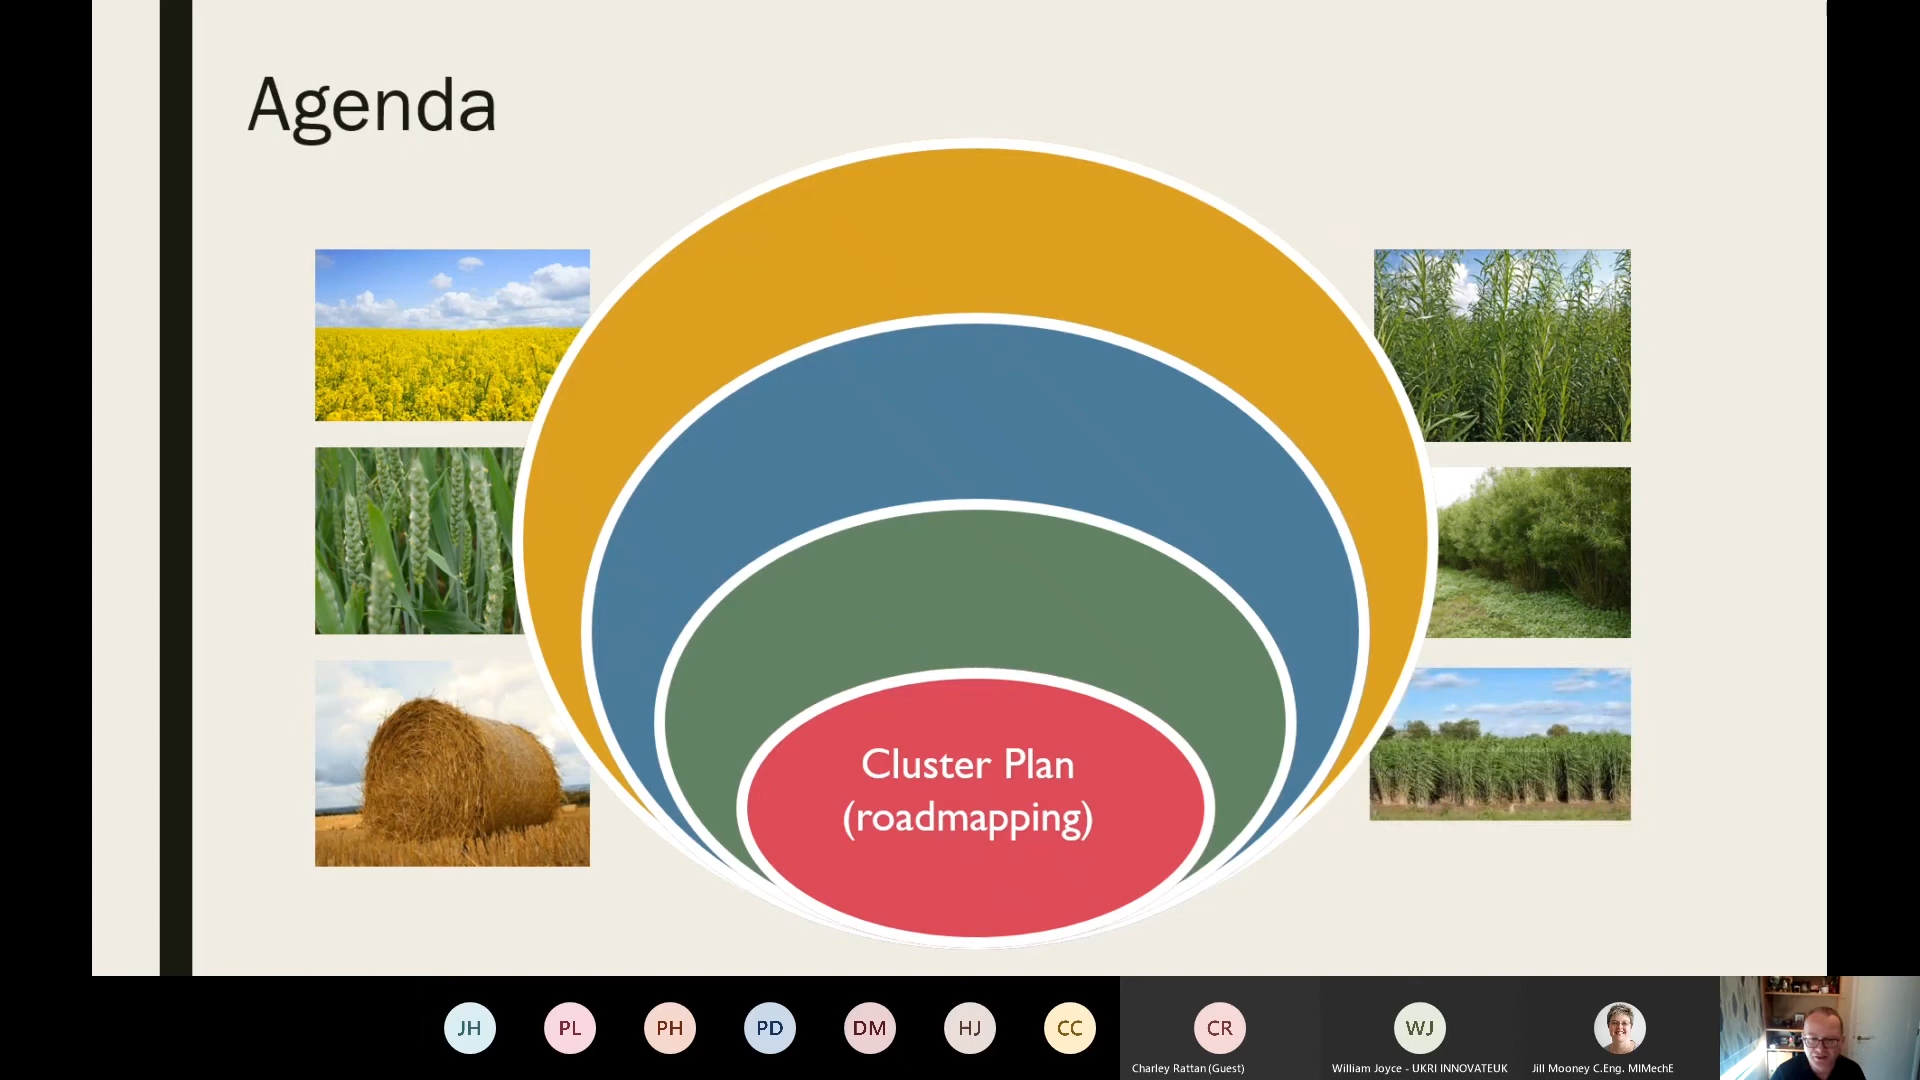 Agenda
Cluster Plan
(roadmapping)
JH
PL
PH
PD
DM
HJ
CC
CR
WJ
Charley Rattan (Guest)
William Joyce - UKRI INNOVATEUK
Jill Mooney C.Eng. MIMechE